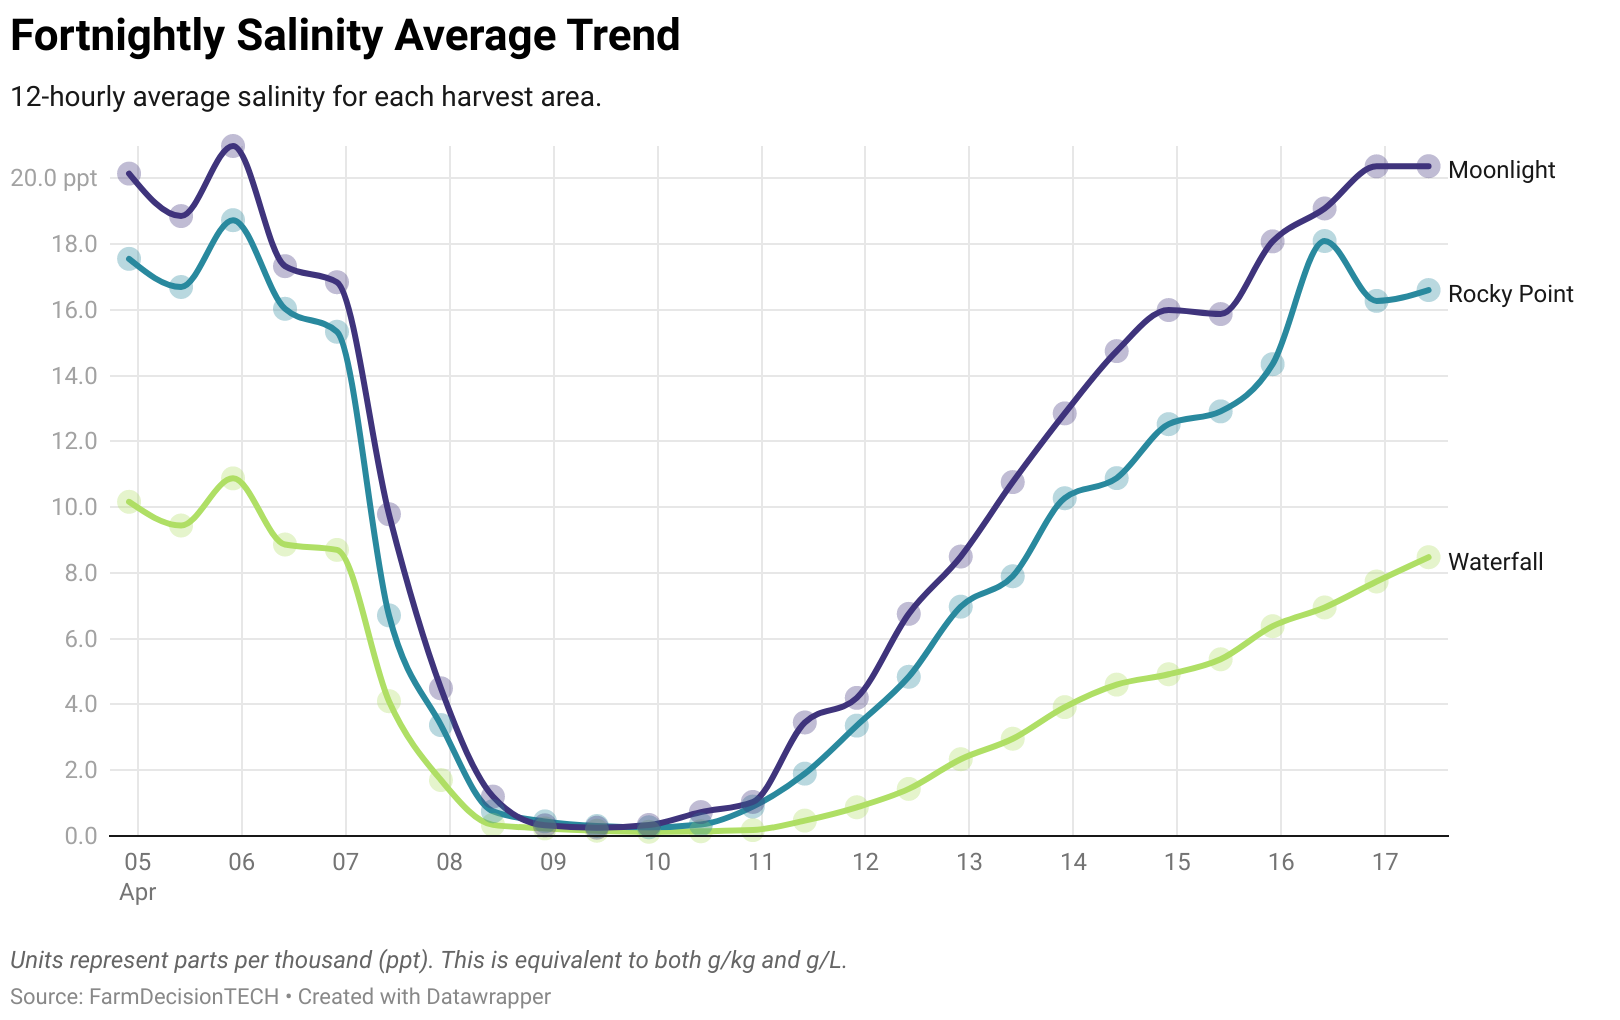 Fortnightly Salinity Average Trend
12-hourly average salinity for each harvest area.
20.0 ppt
18.0
16.0
14.0
12.0
10.0
8.0
6.0
4.0
2.0
0.0
Moonlight
Rocky Point
Waterfall
05 06 07 08 09 10 11 12 13 14 15 16 17
Apr
Units represent parts per thousand (ppt). This is equivalent to both g/kg and g/L.
Source: FarmDecisionTECH • Created with Datawrapper